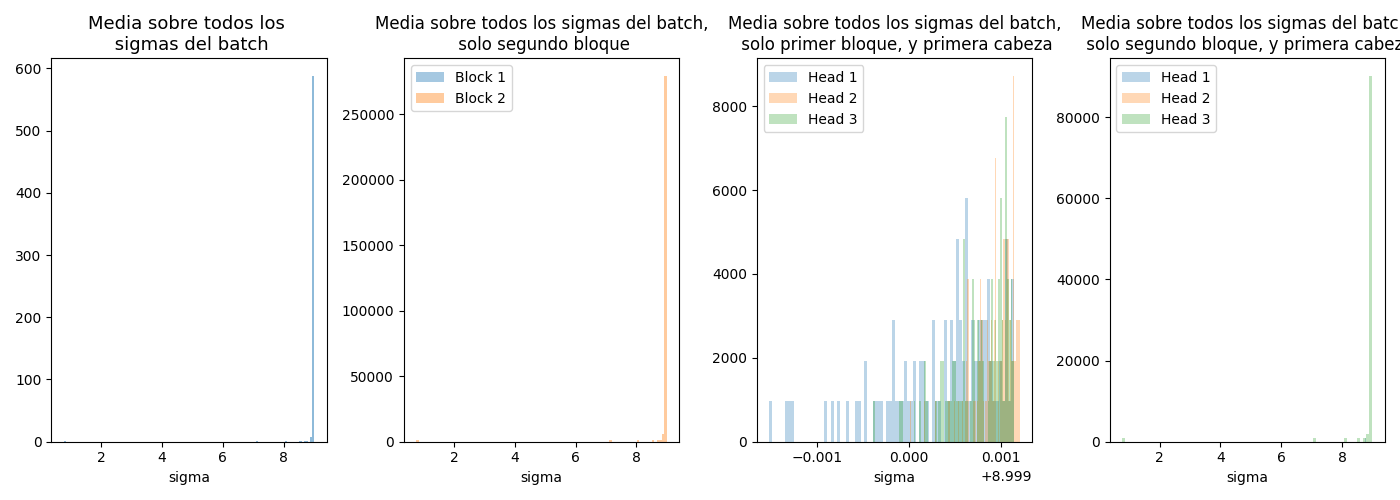 Media sobre todos los
sigmas del batch
600
500
400
300
200
100
0
2
4
6
8
sigma
Media sobre todos los sigmas del batch,
solo segundo bloque
Block 1
Block 2
250000
200000
150000
100000
50000
0
2
4
6
8
sigma
Media sobre todos los sigmas del batch,
solo primer bloque, y primera cabeza
Head 1
Head 2
Head 3
8000
6000
4000
2000
0
−0.001
0.000
0.001
+8.999
sigma
Media sobre todos los sigmas del batc
solo segundo bloque, y primera cabez
Head 1
Head 2
Head 3
80000
60000
40000
20000
0
2
4
6
8
sigma